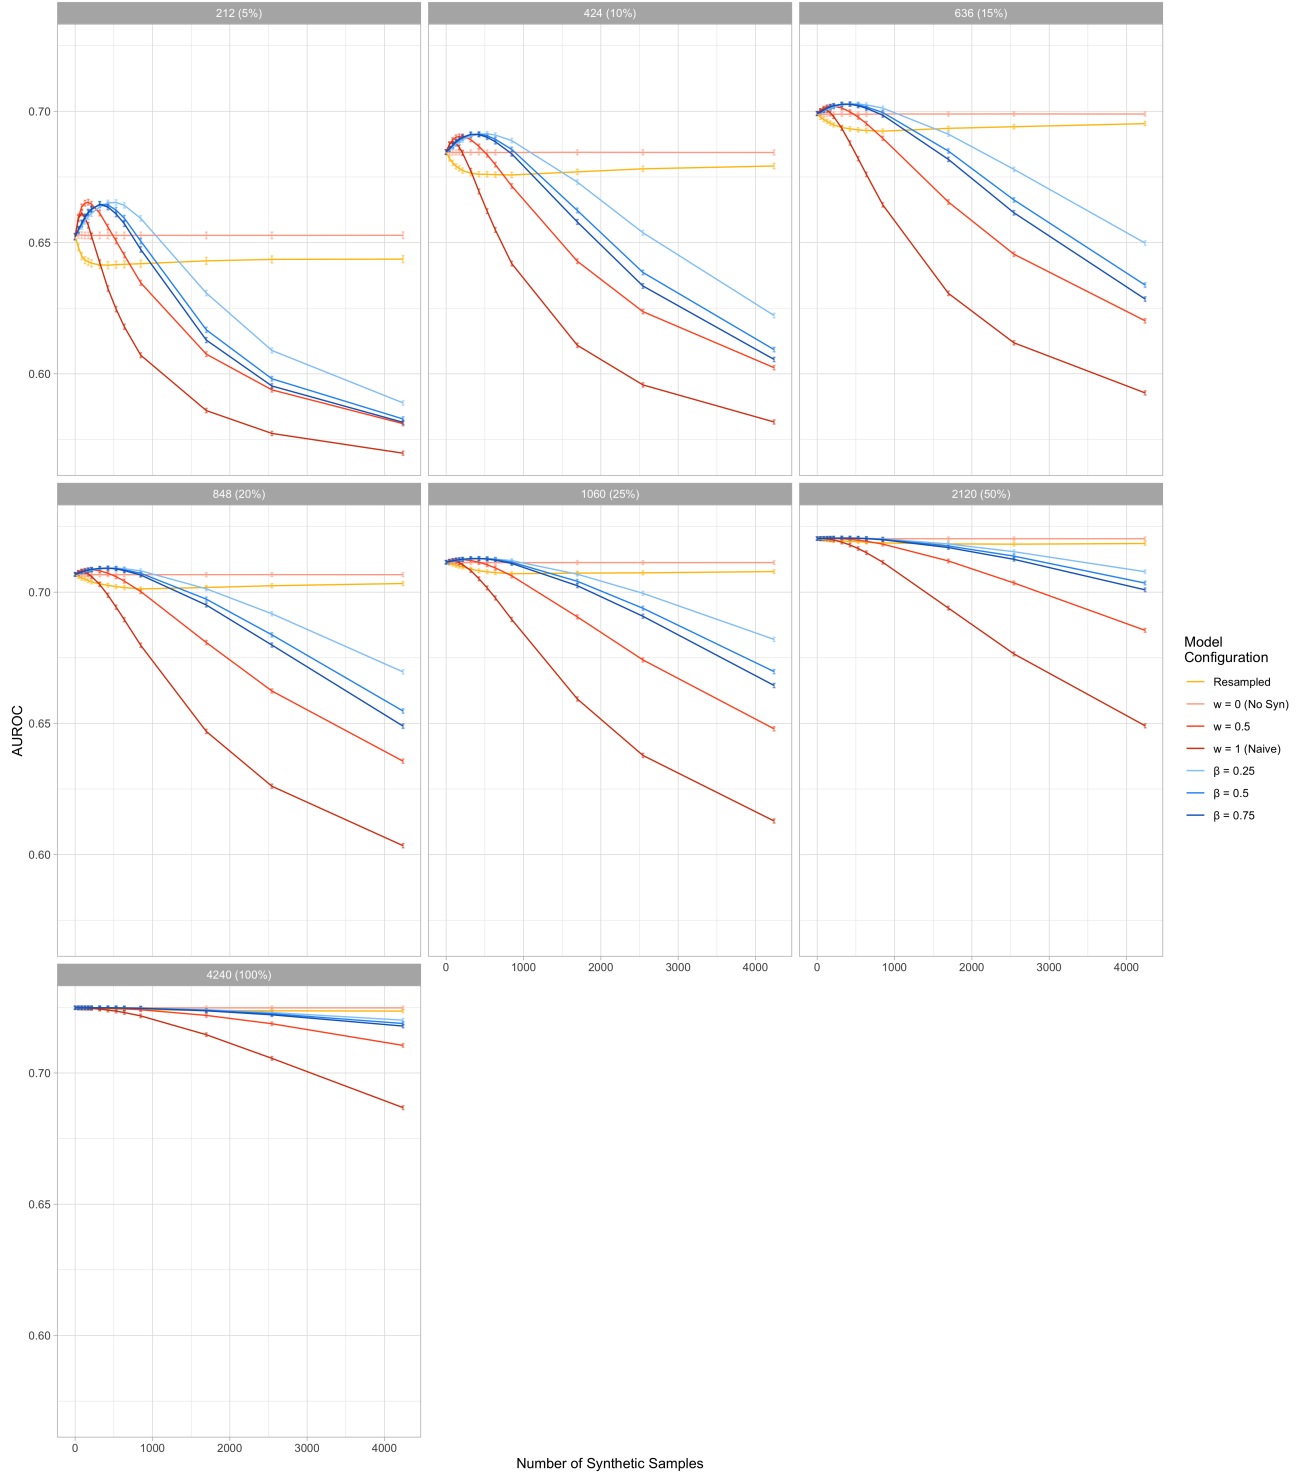 212 (5%)
424 (10%)
636 (15%)
0.70
0.65
0.60
848 (20%)
1060 (25%)
2120 (50%)
0.70
0.65
0.60
0 1000 2000 3000 4000
0 1000 2000 3000 4000
4240 (100%)
0.70
0.65
0.60
0 1000 2000 3000 4000
Number of Synthetic Samples
AUROC
Model
Configuration
Resampled
w = 0 (No Syn)
w = 0.5
w = 1 (Naive)
β = 0.25
β = 0.5
β = 0.75